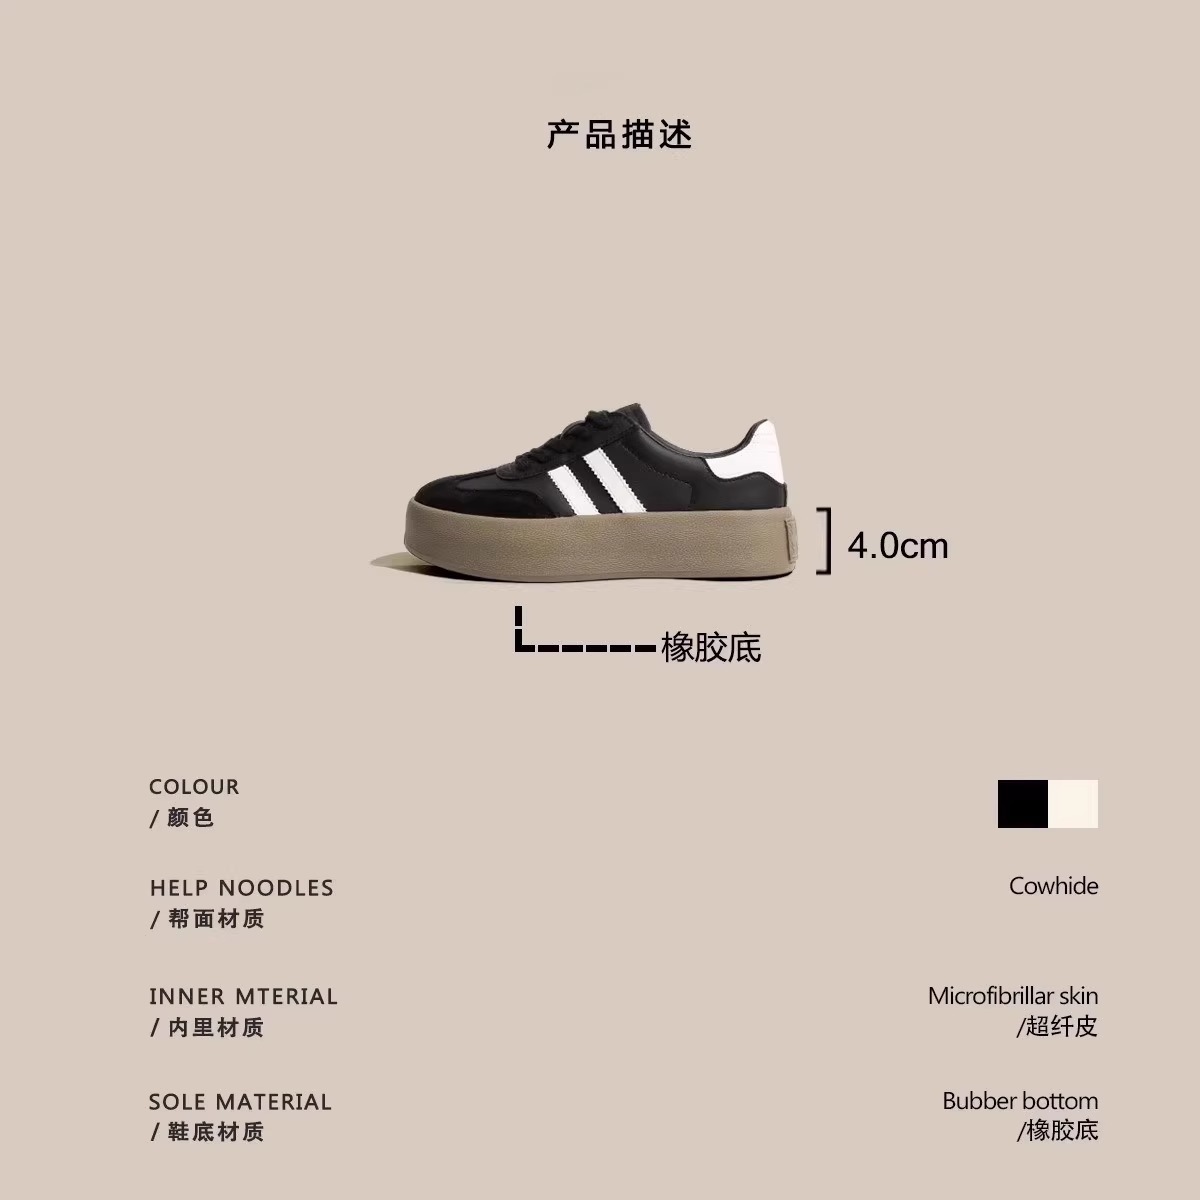 产品描述
4.0cm
橡胶底
COLOUR
/ 颜色
HELP NOODLES
/ 帮面材质
Cowhide
INNER MTERIAL
/ 内里材质
Microfibrillar skin
/超纤皮
SOLE MATERIAL
/ 鞋底材质
Bubber bottom
/橡胶底